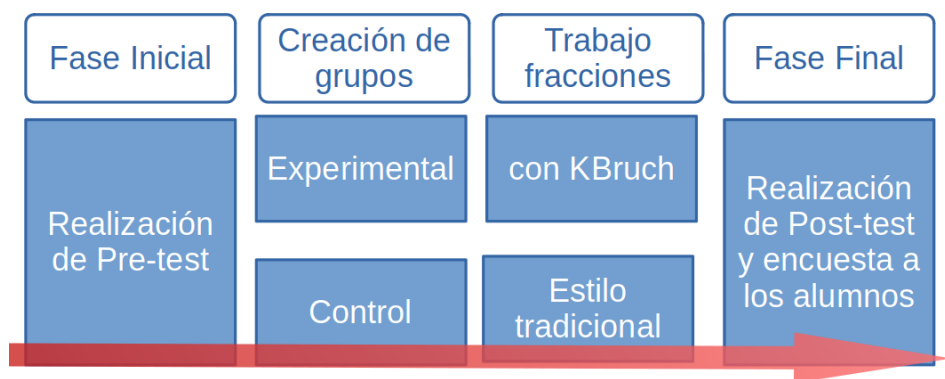 Fase Inicial
Creación de
grupos
Trabajo
fracciones
Fase Final
Realización
de Pre-test
Experimental
Control
con KBruch
Estilo
tradicional
Realización
de Post-test
y encuesta a
los alumnos